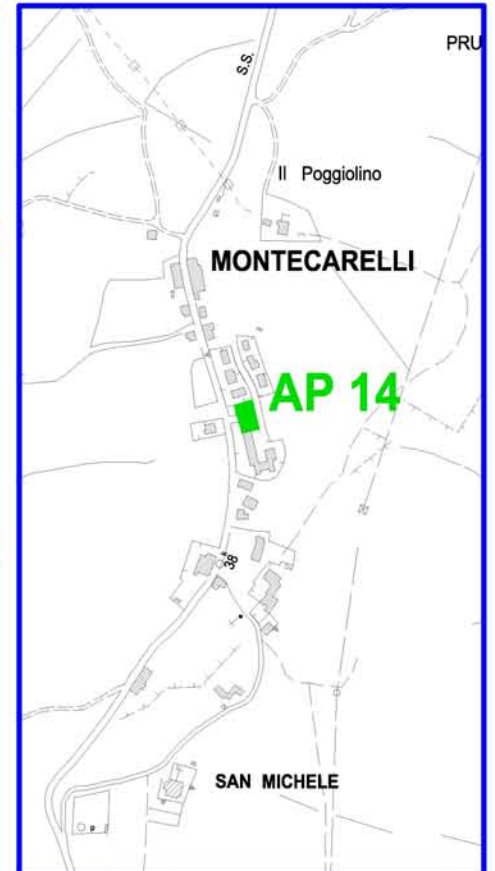 PRU
S.S.
Il Poggiolino
MONTECARELLI
AP 14
38
SAN MICHELE
P